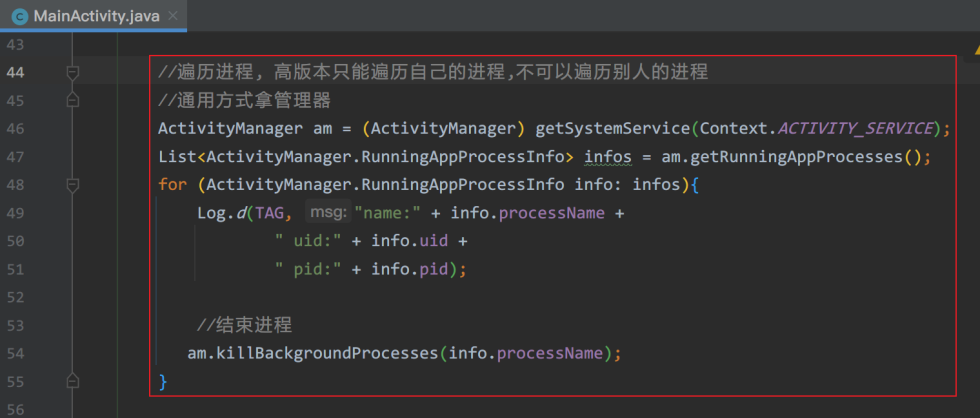 MainActivity.java
43
44 //遍历进程, 高版本只能遍历自己的进程,不可以遍历别人的进程
45 //通用方式拿管理器
46 ActivityManager am = (ActivityManager) getSystemService(Context.ACTIVITY_SERVICE);
47 List<ActivityManager.RunningAppProcessInfo> infos = am.getRunningAppProcesses();
48 for (ActivityManager.RunningAppProcessInfo info: infos){
49 Log.d(TAG, msg: "name:" + info.processName +
50 " uid:" + info.uid +
51 " pid:" + info.pid);
52
53 //结束进程
54 am.killBackgroundProcesses(info.processName);
55 }
56